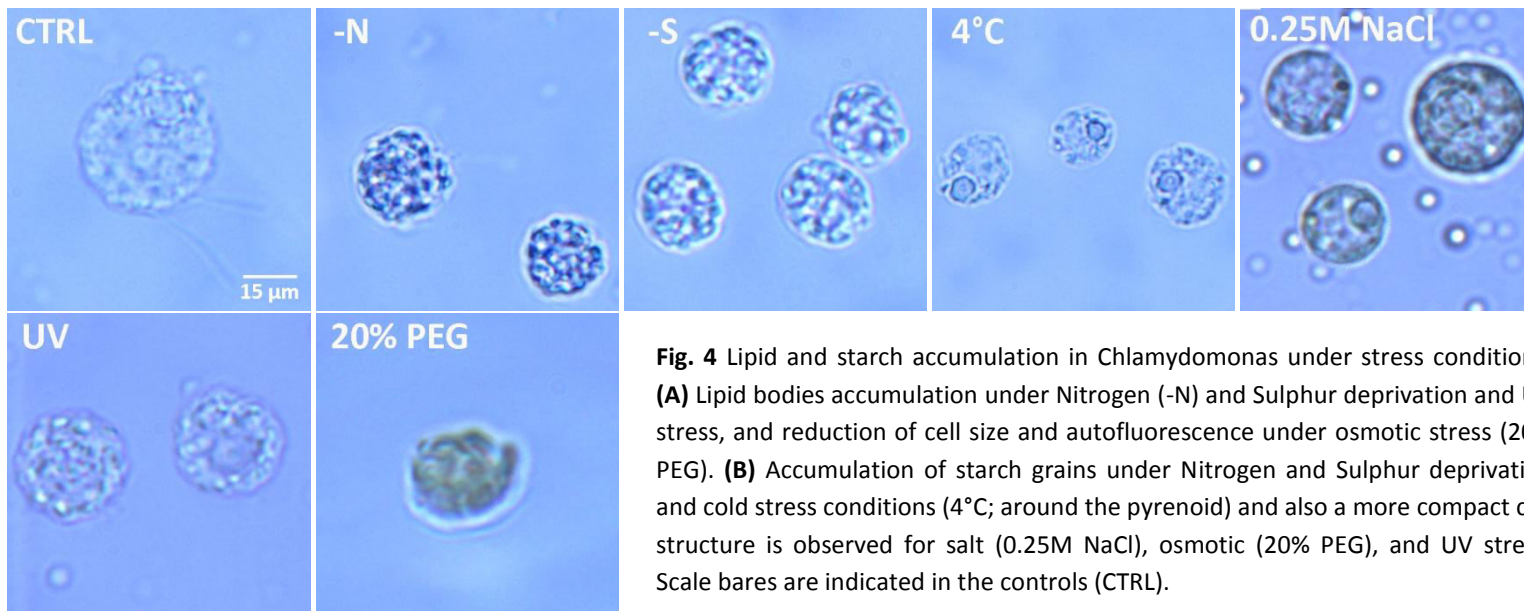 CTRL
-N
-S
4°C
0.25M NaCl
15 µm
UV
20% PEG
Fig. 4 Lipid and starch accumulation in Chlamydomonas under stress condition
(A) Lipid bodies accumulation under Nitrogen (-N) and Sulphur deprivation and
stress, and reduction of cell size and autofluorescence under osmotic stress
PEG). (B) Accumulation of starch grains under Nitrogen and Sulphur
and cold stress conditions (4°C; around the pyrenoid) and also a more compact
structure is observed for salt (0.25M NaCl), osmotic (20% PEG), and UV
Scale bares are indicated in the controls (CTRL).